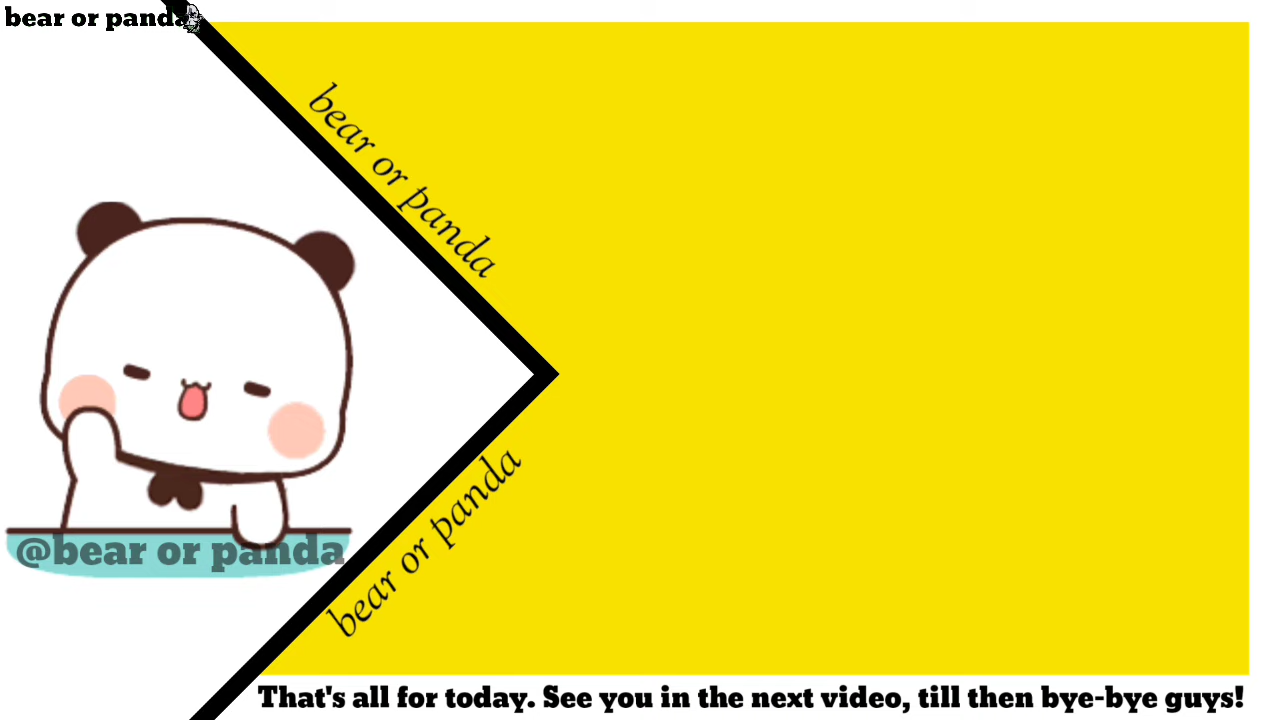 bear or panda
bear or panda
@bear or panda
bear or panda
That's all for today. See you in the next video, till then bye-bye guys!